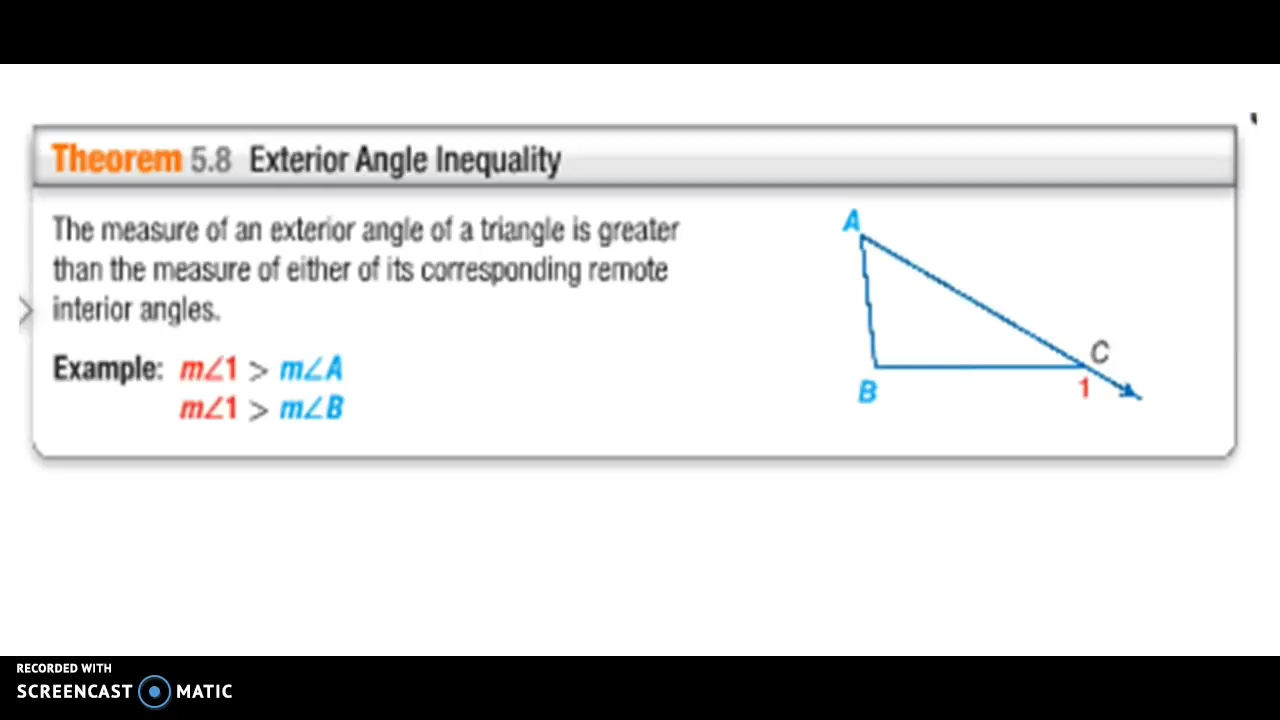 Theorem 5.8 Exterior Angle Inequality
The measure of an exterior angle of a triangle is greater
than the measure of either of its corresponding remote
interior angles.
Example: m∠1 > m∠A
m∠1 > m∠B
A
B
C
1
RECORDED WITH
SCREENCAST MATIC